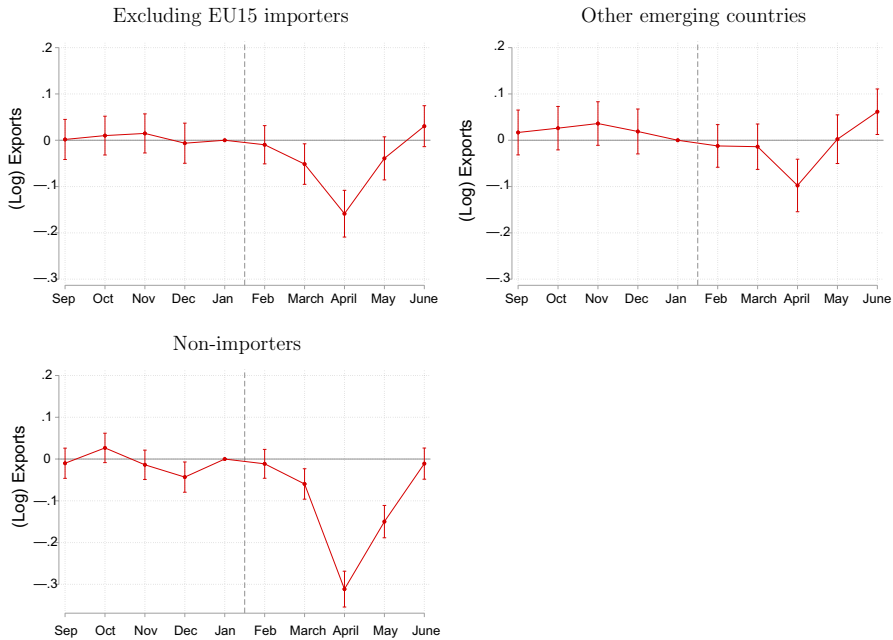 Excluding EU15 importers
.2
.1
0
—.1
—.2
—.3
(Log) Exports
Sep Oct Nov Dec Jan Feb March April May June
Other emerging countries
.2
.1
0
—.1
—.2
—.3
(Log) Exports
Sep Oct Nov Dec Jan Feb March April May June
Non-importers
.2
.1
0
—.1
—.2
—.3
(Log) Exports
Sep Oct Nov Dec Jan Feb March April May June